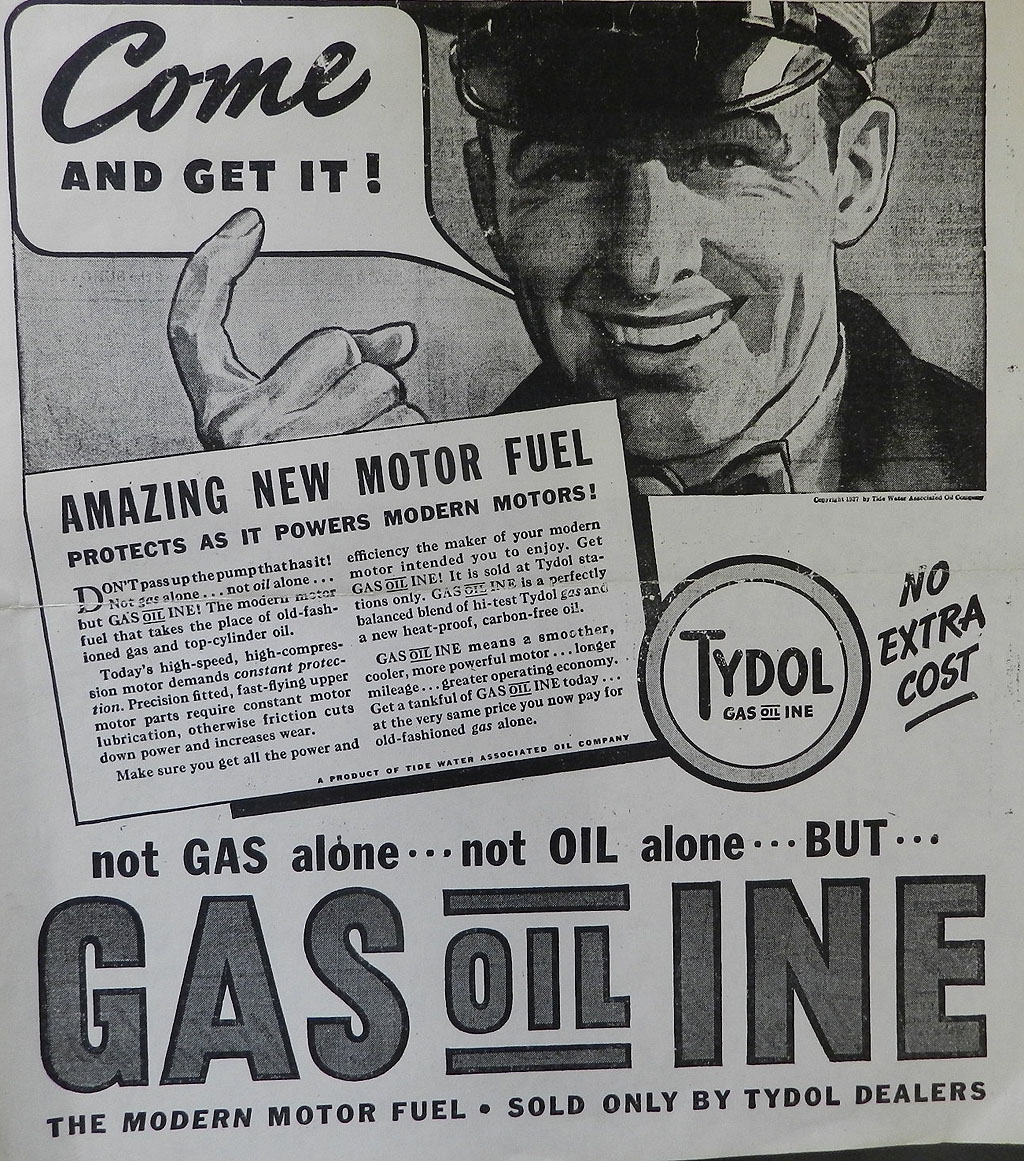 Come
AND GET IT!
Copyright 1937 by Tide Water Associated Oil Company
AMAZING NEW MOTOR FUEL
PROTECTS AS IT POWERS MODERN MOTORS!
DON'T pass up the pump that has it!
Not gas alone... not oil alone...
but GAS OIL INE! The modern motor
fuel that takes the place of old-fash-
ioned gas and top-cylinder oil.
Today's high-speed, high-compres-
sion motor demands constant protec-
tion. Precision fitted, fast-flying upper
motor parts require constant motor
lubrication, otherwise friction cuts
down power and increases wear.
Make sure you get all the power and
efficiency the maker of your modern
motor intended you to enjoy. Get
GAS OIL INE! It is sold at Tydol sta-
tions only. GAS OIL INE is a perfectly
balanced blend of hi-test Tydol gas and
a new heat-proof, carbon-free oil.
GAS OIL INE means a smoother,
cooler, more powerful motor...longer
mileage...greater operating economy.
Get a tankful of GAS OIL INE today...
at the very same price you now pay for
old-fashioned gas alone.
A PRODUCT OF TIDE WATER ASSOCIATED OIL COMPANY
TYDOL
GAS OIL INE
NO
EXTRA
COST
not GAS alone...not OIL alone...BUT...
GAS OIL INE
THE MODERN MOTOR FUEL • SOLD ONLY BY TYDOL DEALERS